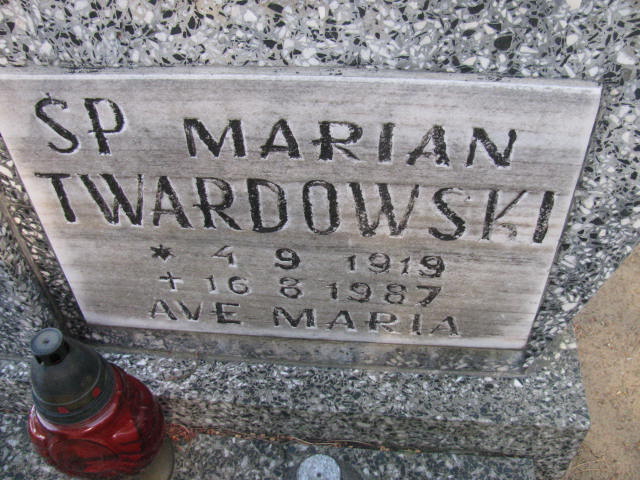 ŚP MARIAN
TWARDOWSKI
* 4 9 1919
+ 16 8 1987
AVE MARIA